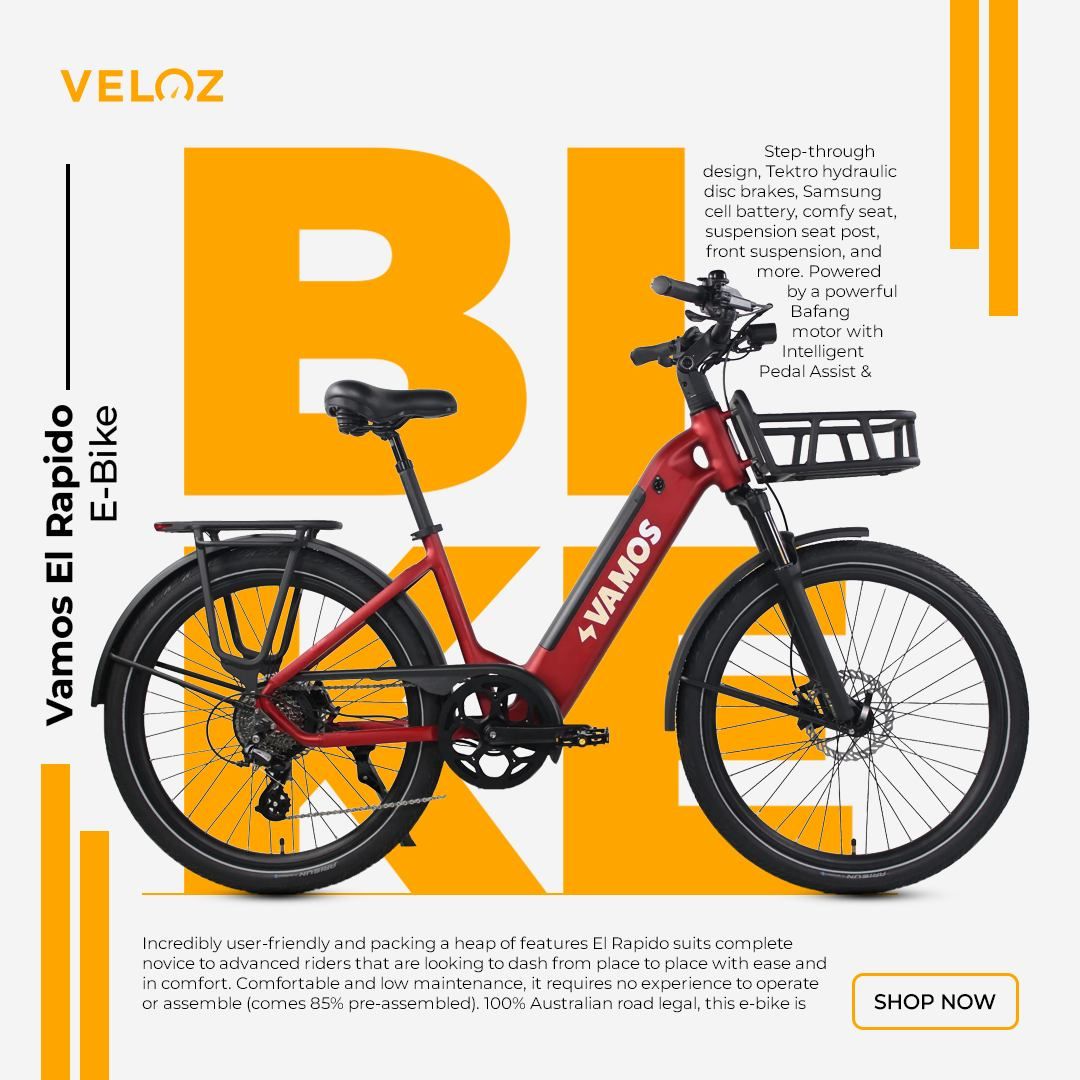 VELOZ
BI
KE
Step-through
design, Tektro hydraulic
disc brakes, Samsung
cell battery, comfy seat,
suspension seat post,
front suspension, and
more. Powered
by a powerful
Bafang
motor with
Intelligent
Pedal Assist &
Vamos El Rapido
E-Bike
VAMOS
ARISUN
ARISUN
Incredibly user-friendly and packing a heap of features El Rapido suits complete
novice to advanced riders that are looking to dash from place to place with ease and
in comfort. Comfortable and low maintenance, it requires no experience to operate
or assemble (comes 85% pre-assembled). 100% Australian road legal, this e-bike is
SHOP NOW